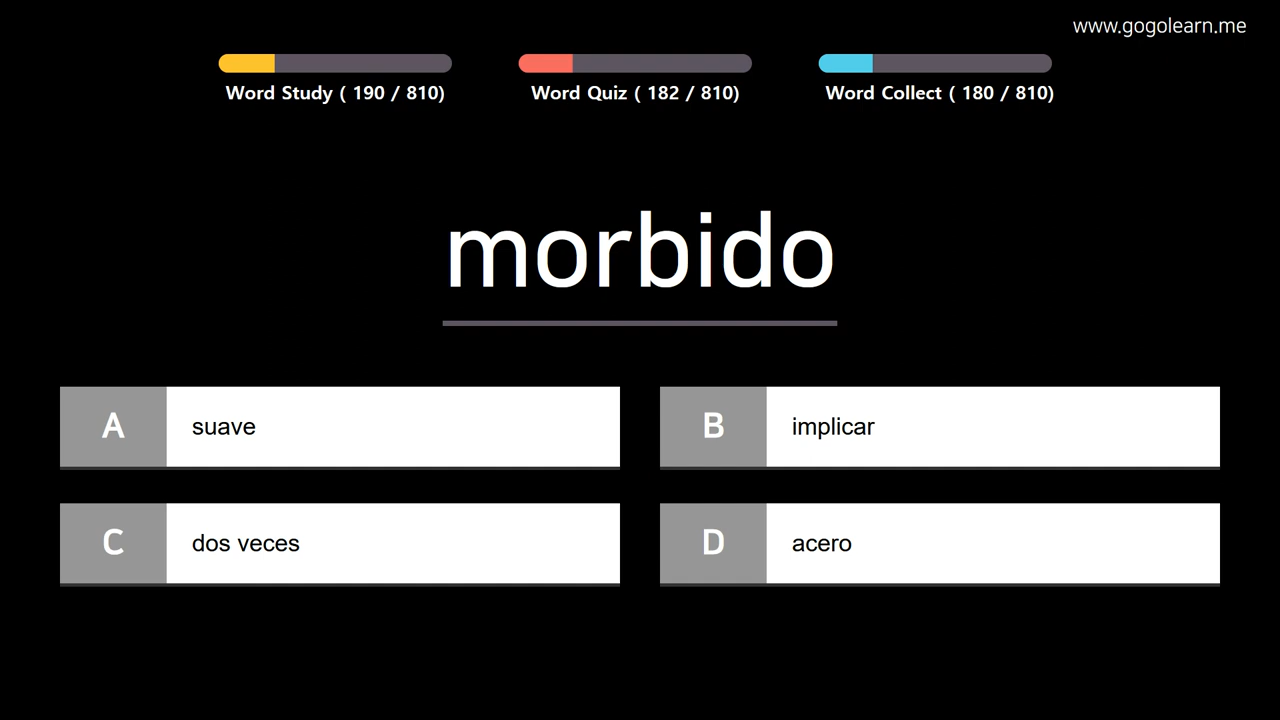 www.gogolearn.me
Word Study ( 190 / 810)
Word Quiz ( 182 / 810)
Word Collect ( 180 / 810)
morbido
A suave
B implicar
C dos veces
D acero